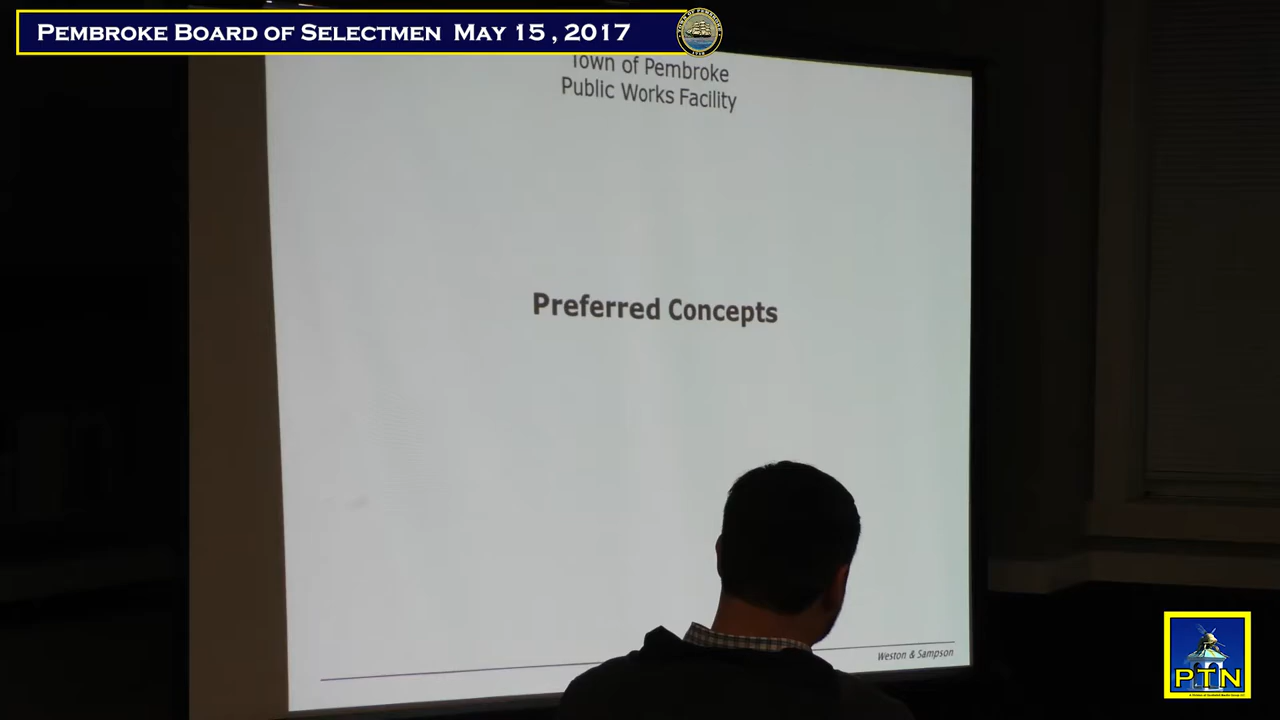 PEMBROKE BOARD OF SELECTMEN MAY 15, 2017
Town of Pembroke
Public Works Facility
Preferred Concepts
Weston & Sampson
PTN